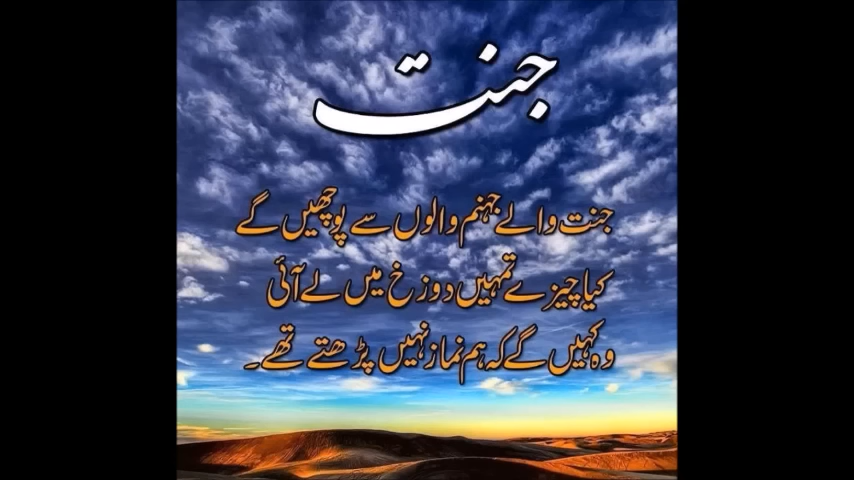 جنت
جنت والے جہنم والوں سے پوچھیں گے
کیا چیز ے تمہیں دوزخ میں لے آئی
وہ کہیں گے کہ ہم نماز نہیں پڑھتے تھے۔